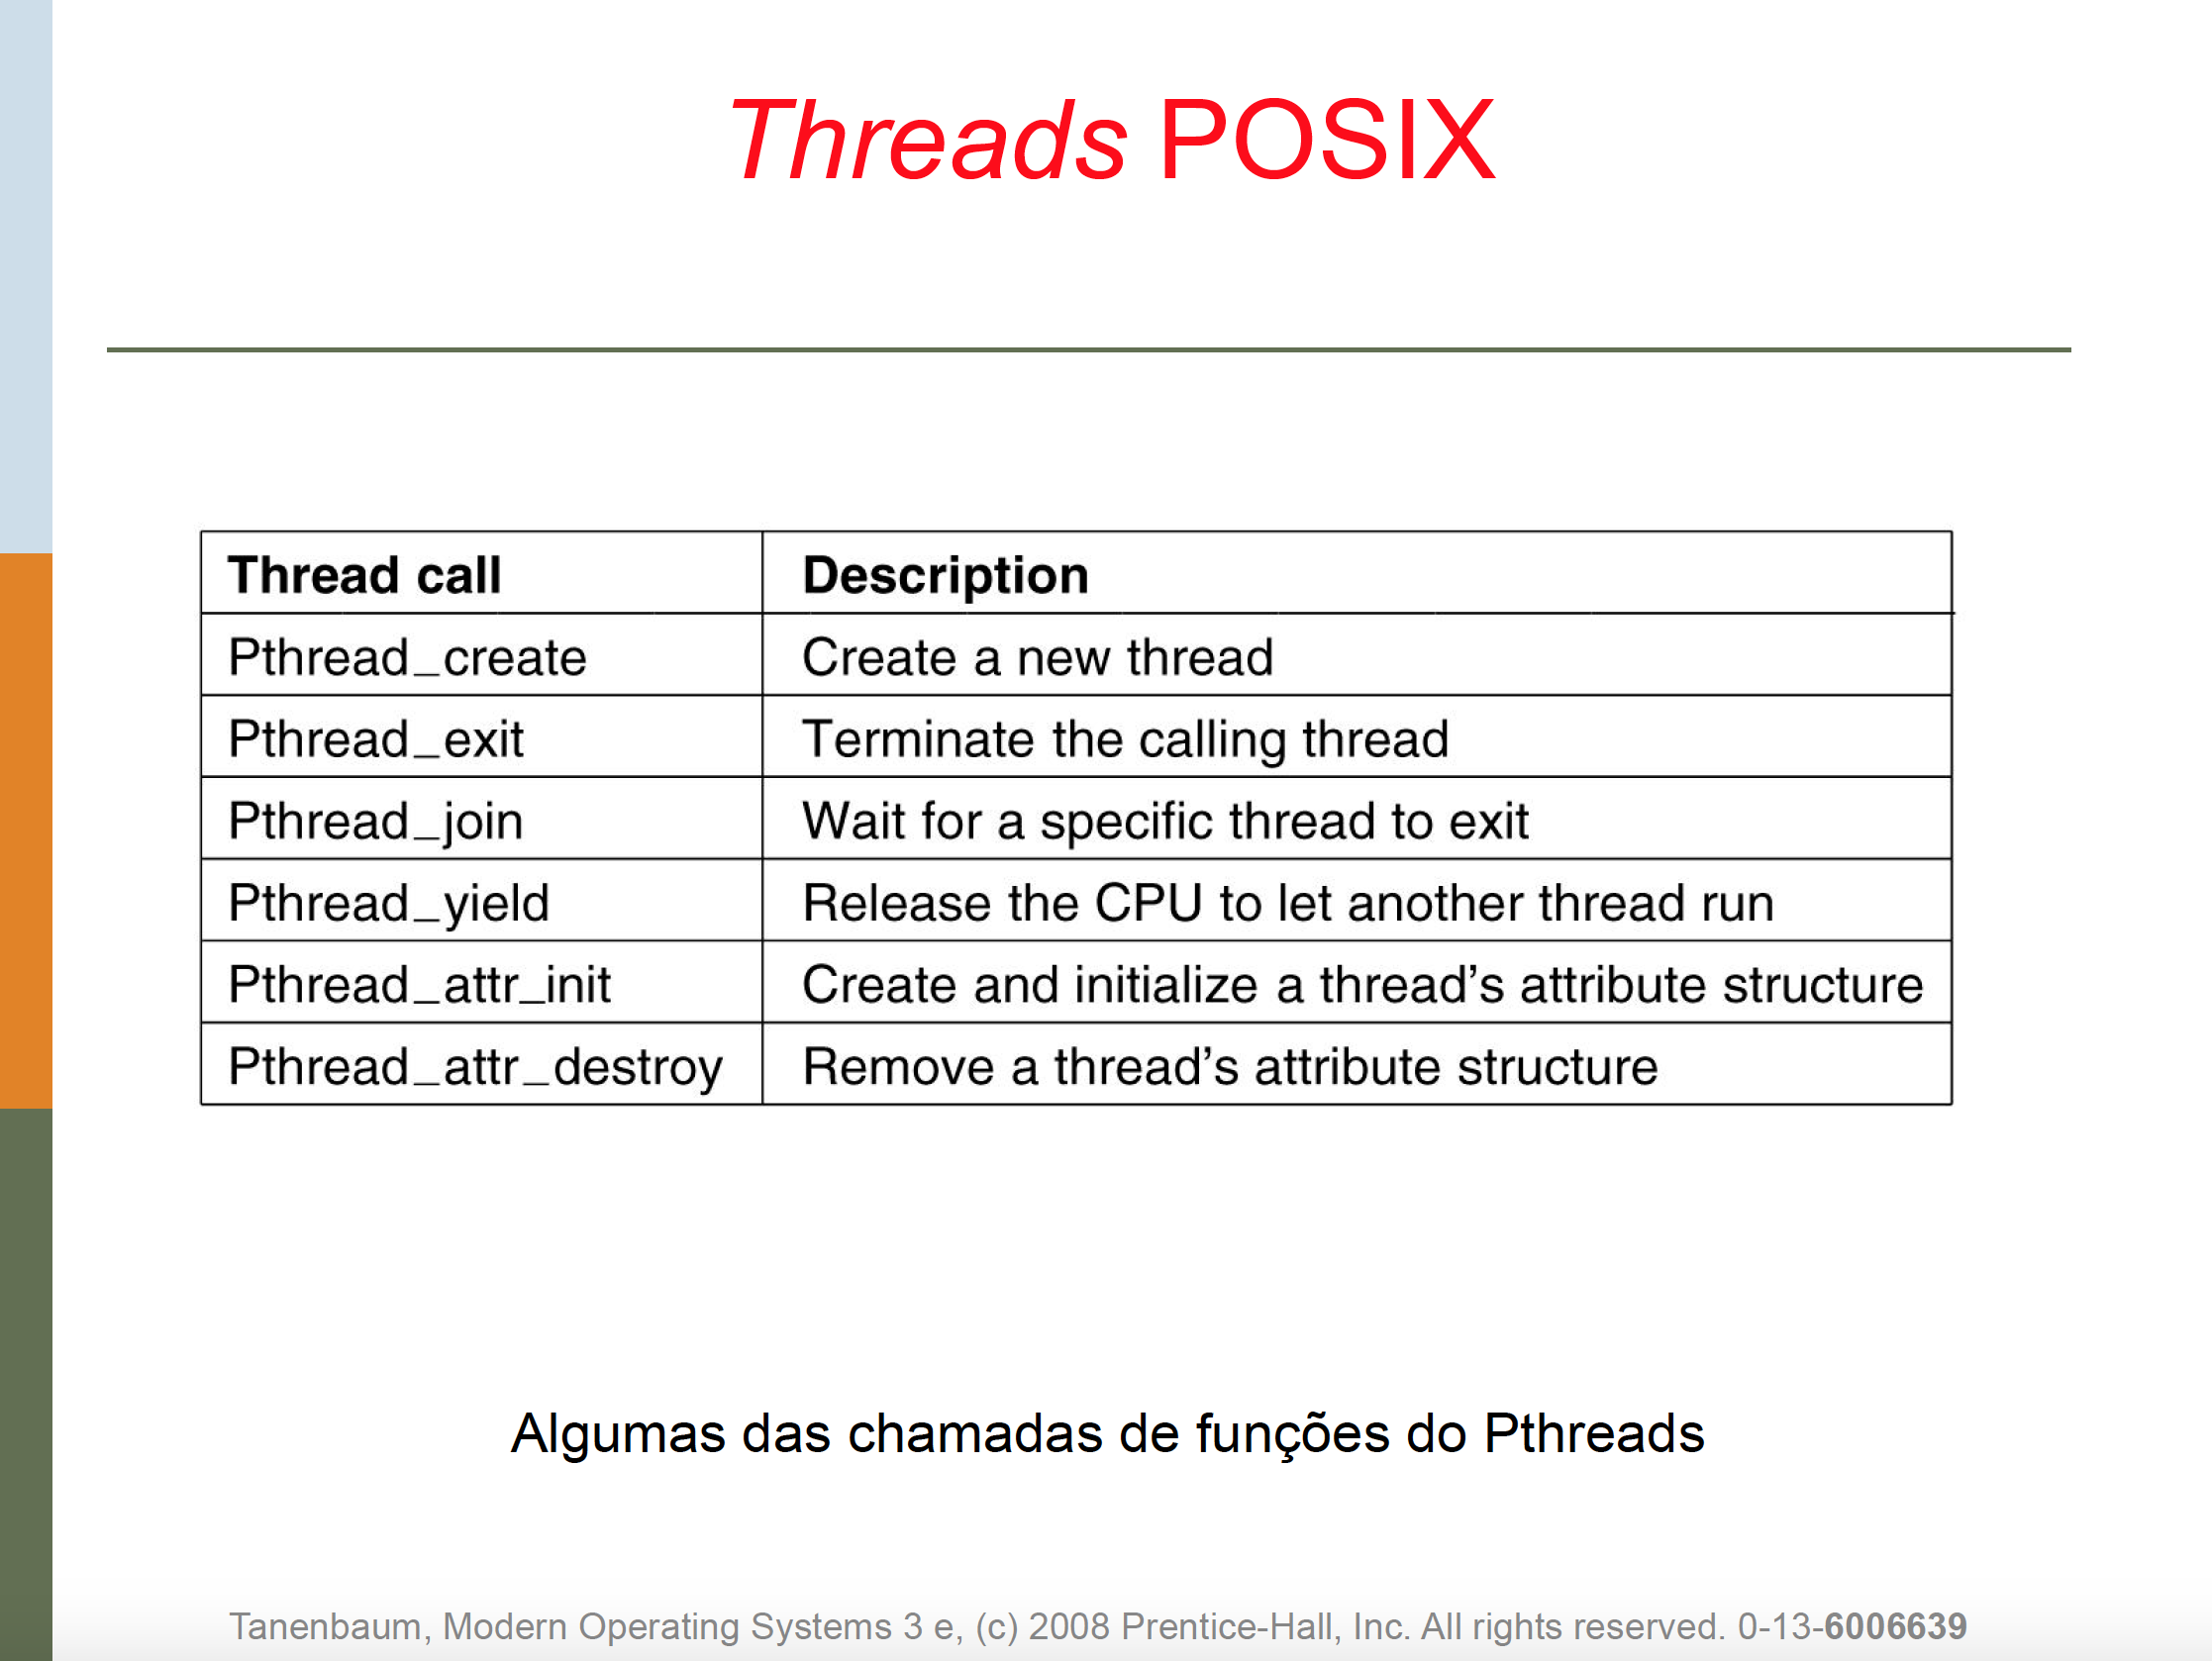 Threads POSIX
Thread call Description
Pthread_create Create a new thread
Pthread_exit Terminate the calling thread
Pthread_join Wait for a specific thread to exit
Pthread_yield Release the CPU to let another thread run
Pthread_attr_init Create and initialize a thread’s attribute structure
Pthread_attr_destroy Remove a thread’s attribute structure
Algumas das chamadas de funções do Pthreads
Tanenbaum, Modern Operating Systems 3 e, (c) 2008 Prentice-Hall, Inc. All rights reserved. 0-13-6006639